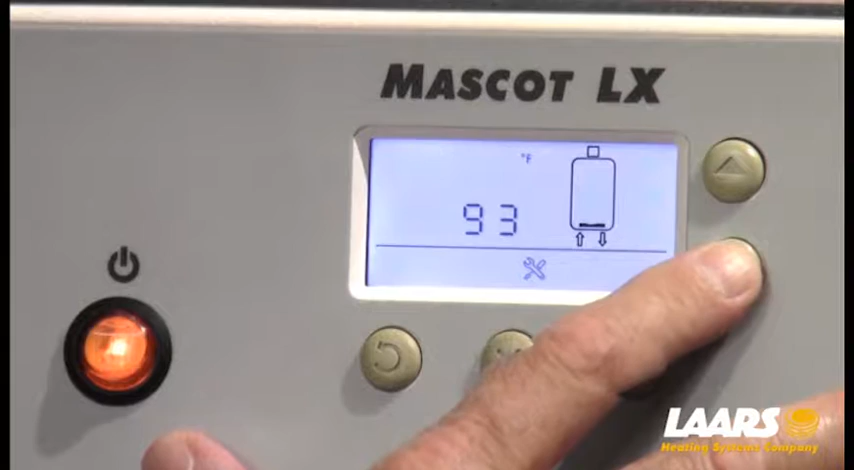 MASCOT LX
°F
93
LAARS
Heating Systems Company